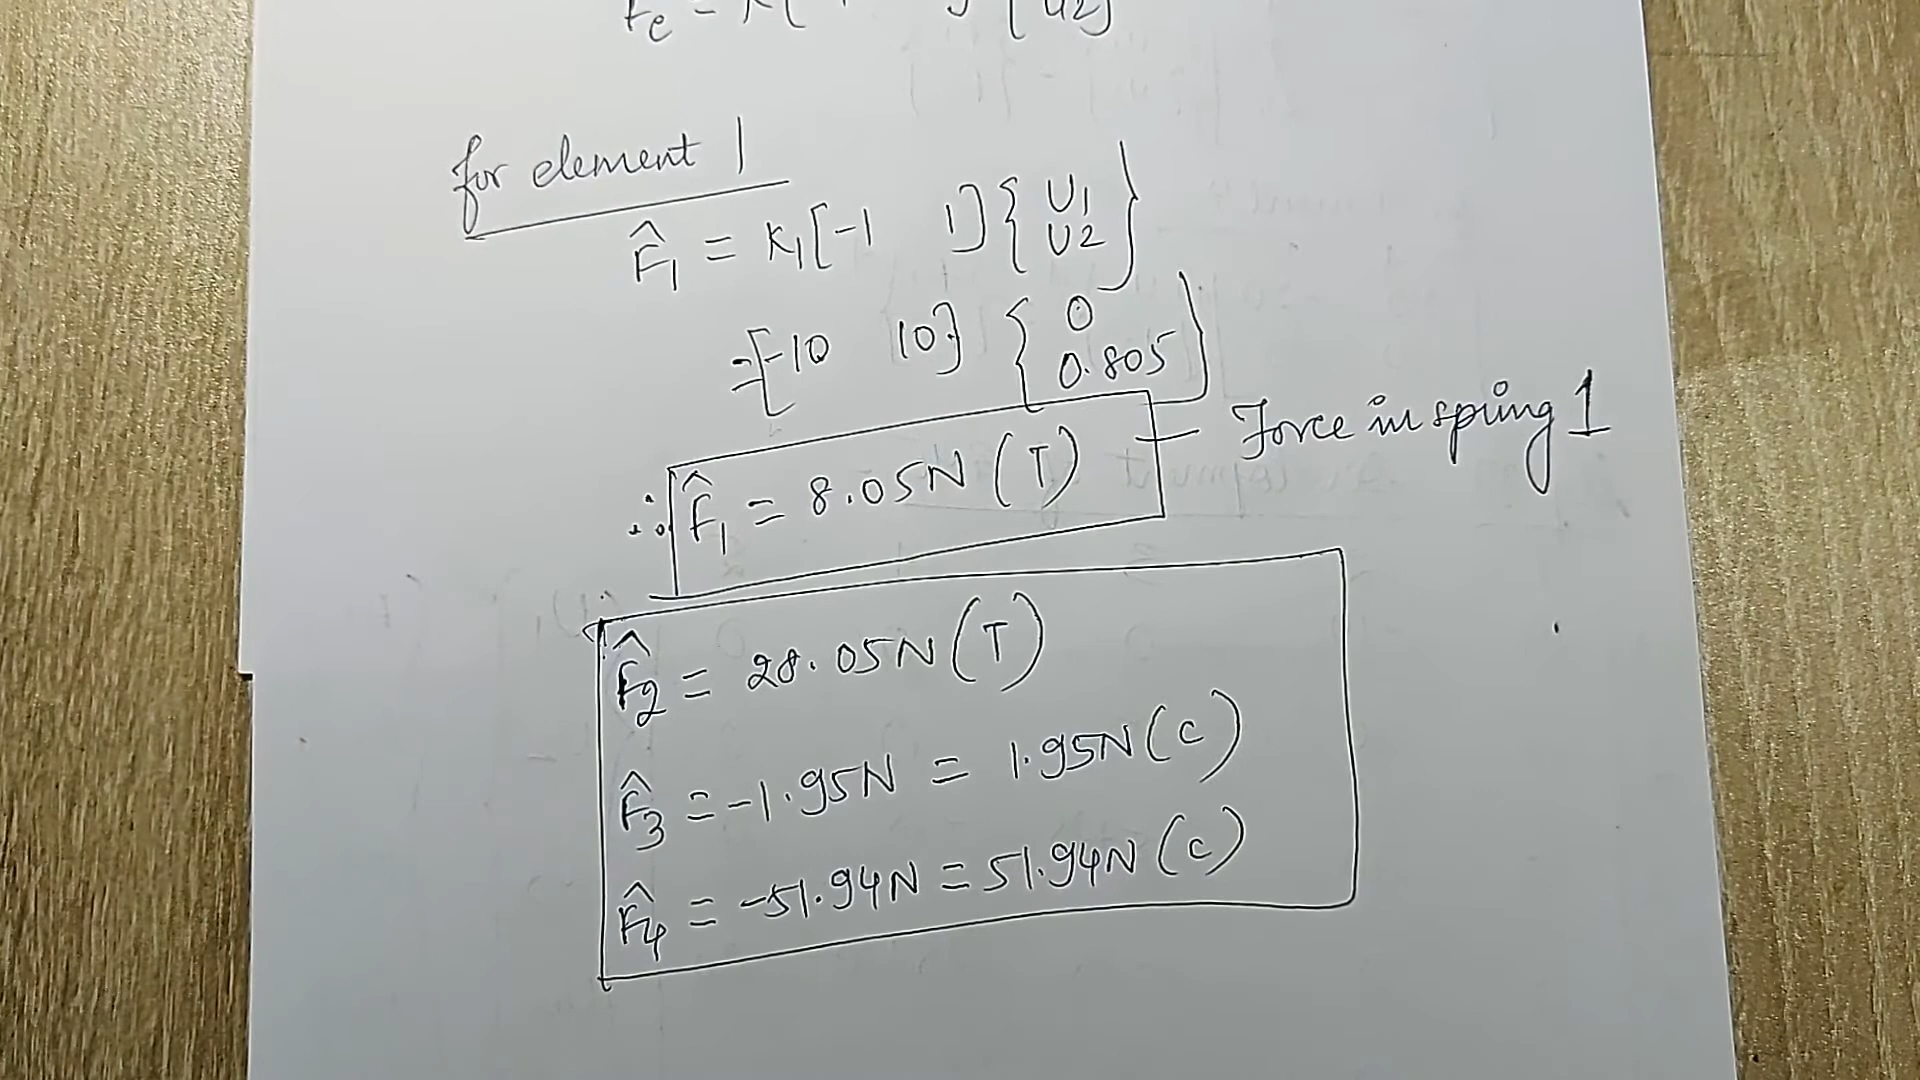 for element 1
F̂₁ = K₁[-1 1] { U1 U2 }
= [-10 10] { 0 0.805 }
∴ F̂₁ = 8.05N (T) — Force in spring 1
F̂₂ = 28.05N (T)
F̂₃ = -1.95N = 1.95N (C)
F̂₄ = -51.94N = 51.94N (C)